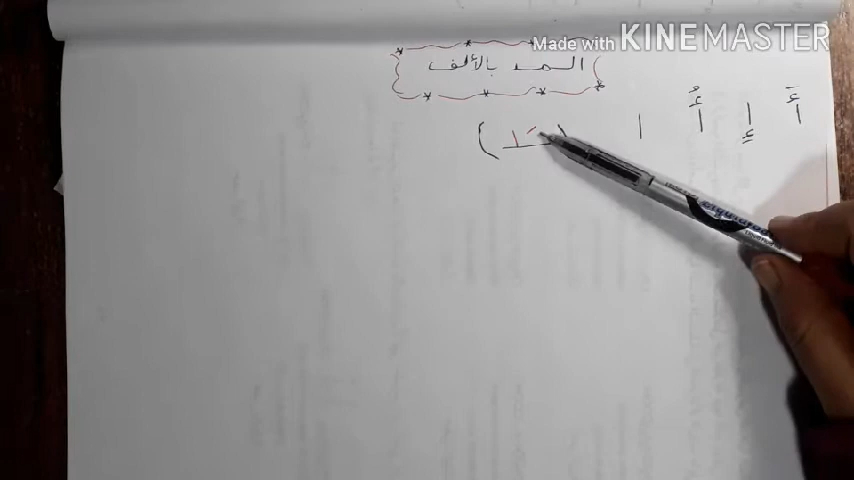 Made with KINEMASTER
المد بالألف
أَ إِ أُ ا